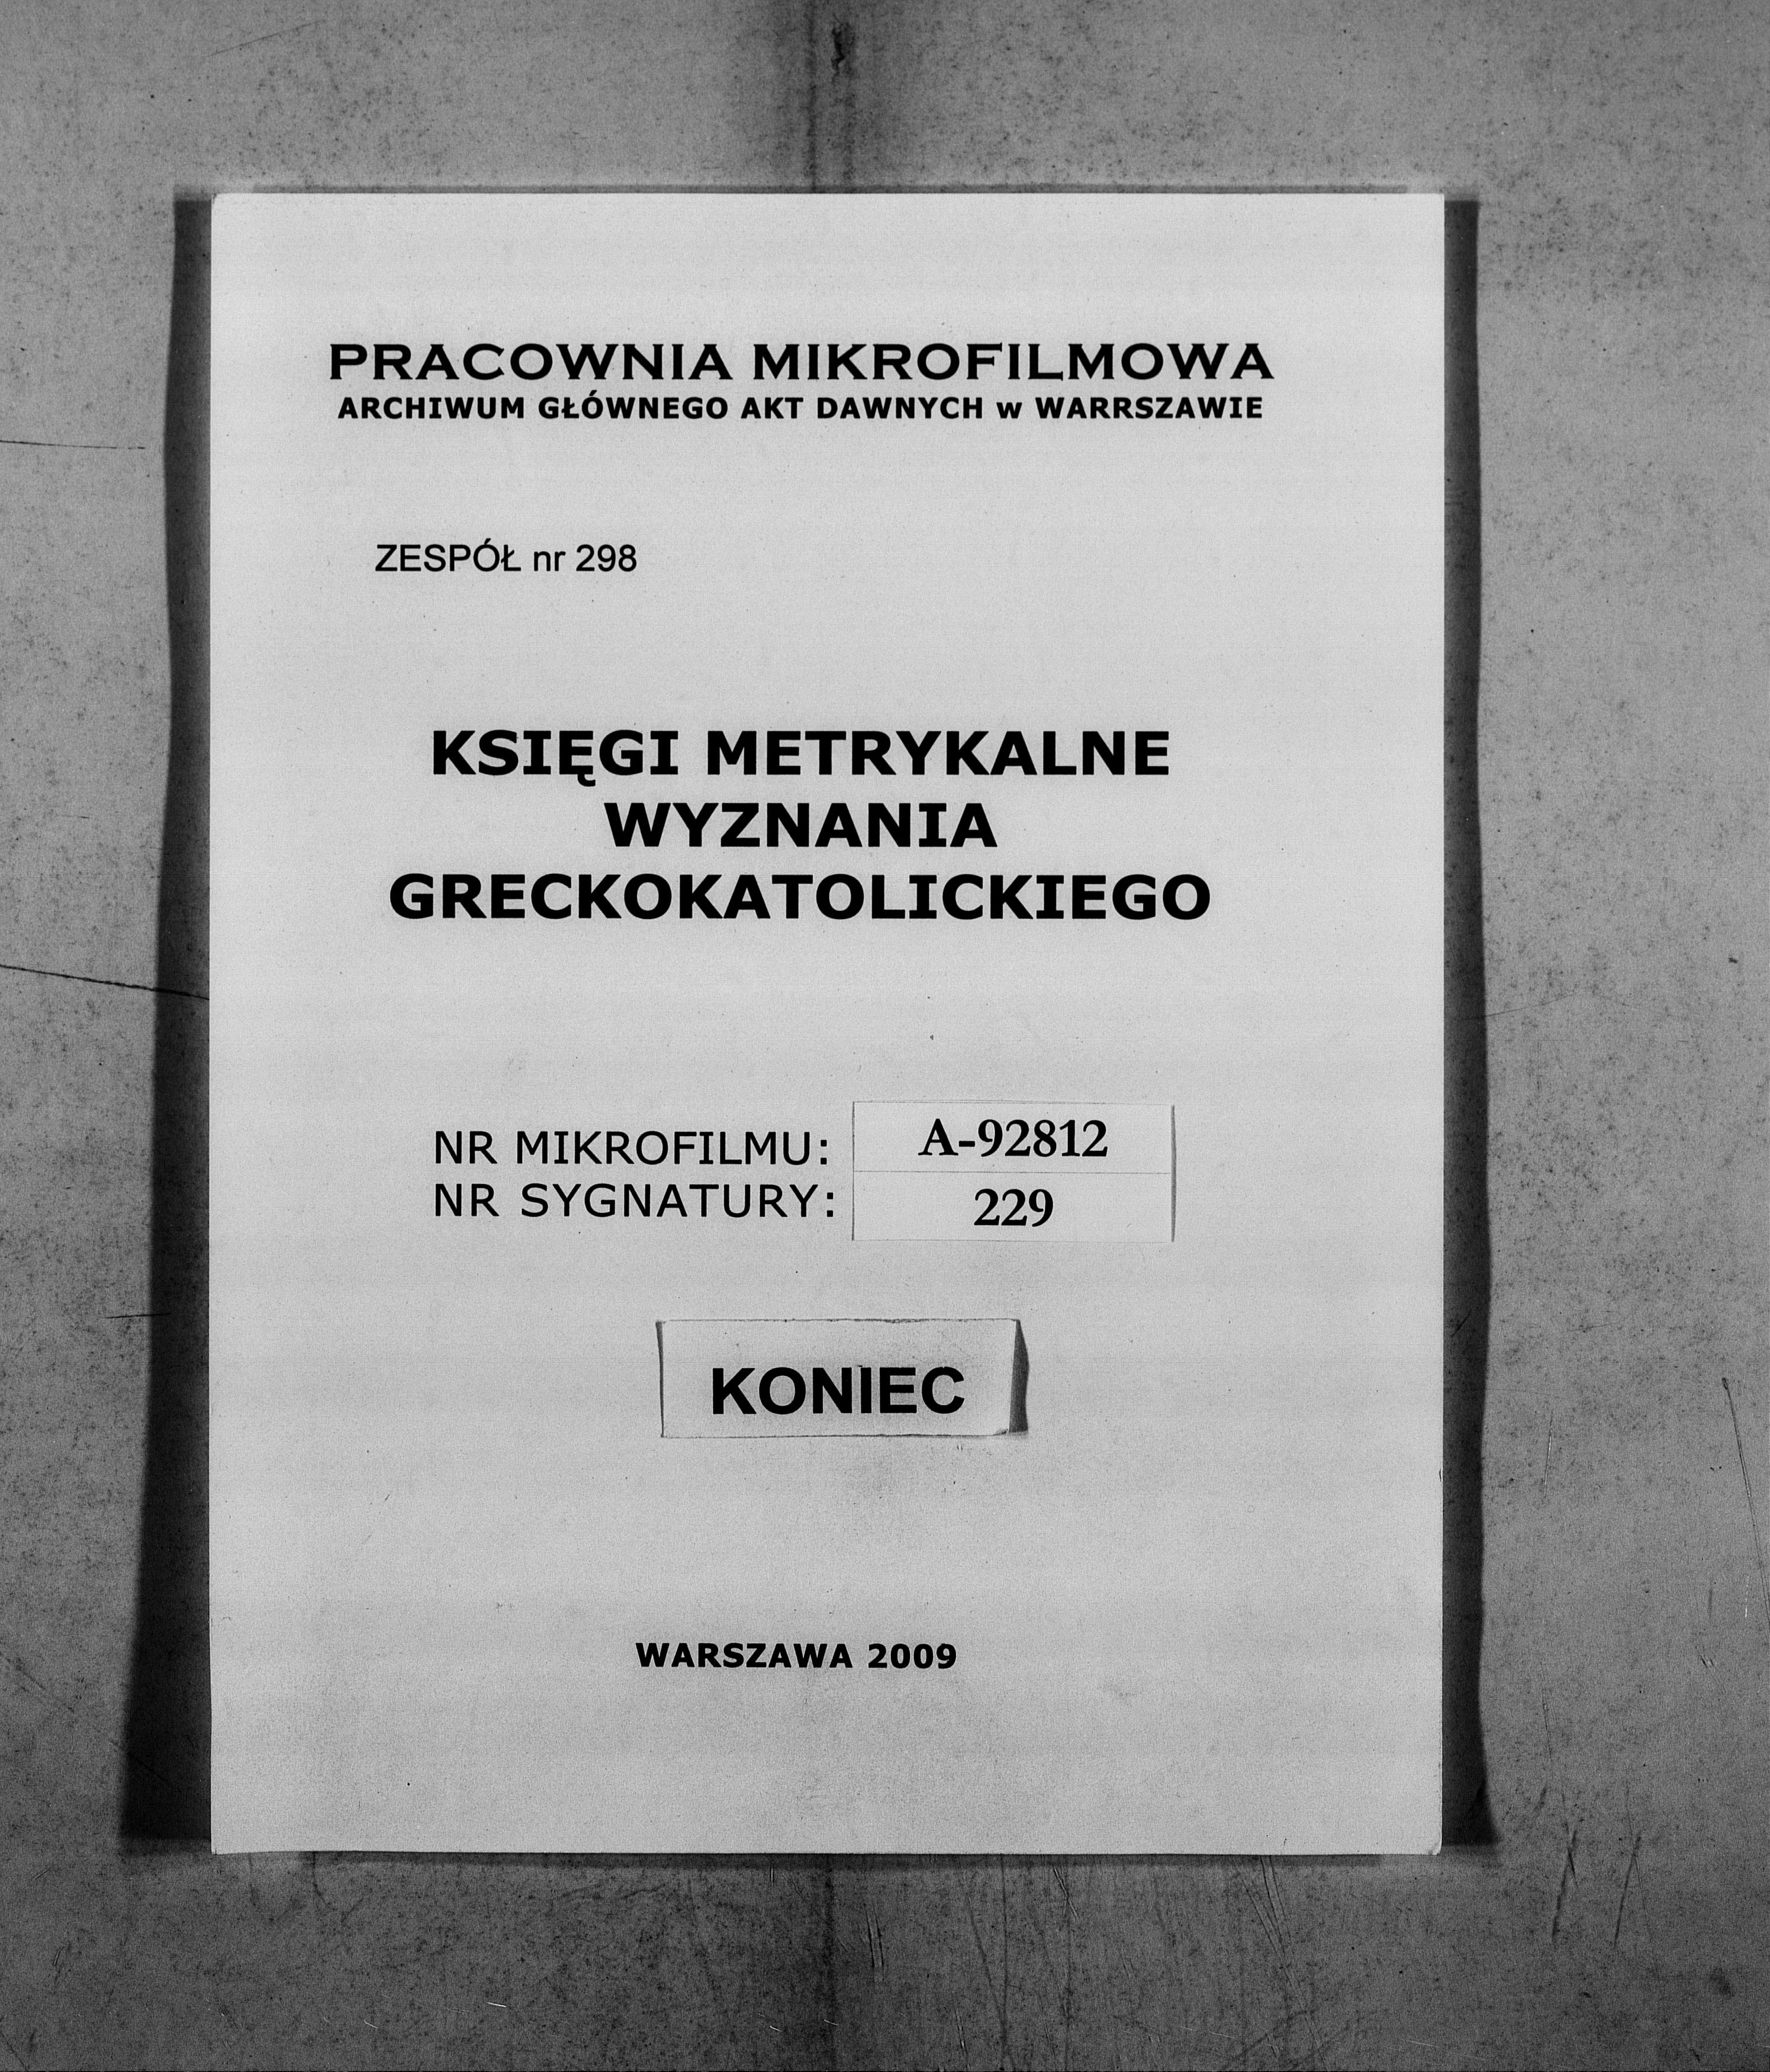 PRACOWNIA MIKROFILMOWA
ARCHIWUM GŁÓWNEGO AKT DAWNYCH w WARRSZAWIE
ZESPÓŁ nr 298
KSIĘGI METRYKALNE
WYZNANIA
GRECKOKATOLICKIEGO
NR MIKROFILMU: A-92812
NR SYGNATURY: 229
KONIEC
WARSZAWA 2009